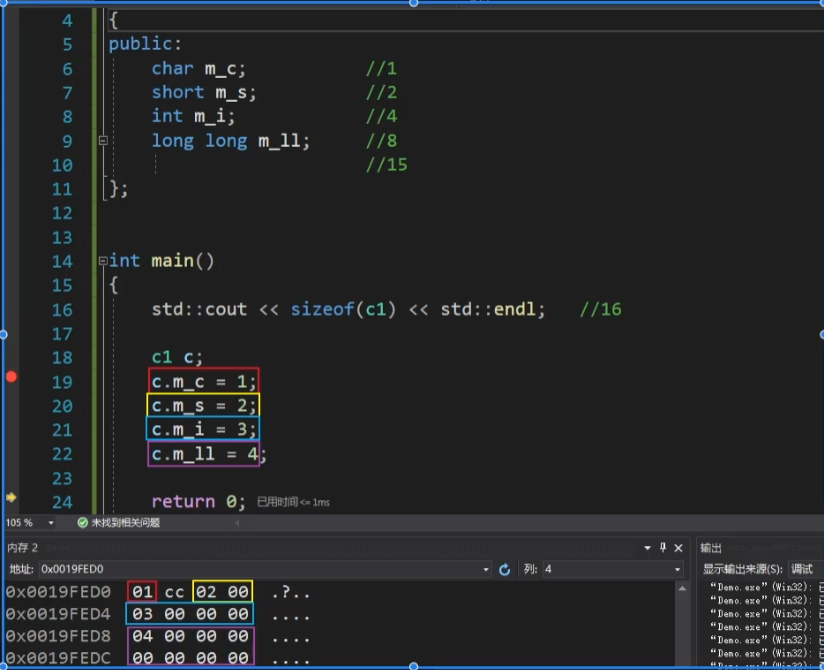 4 {
5 public:
6 char m_c; //1
7 short m_s; //2
8 int m_i; //4
9 long long m_ll; //8
10 //15
11 };
12
13
14 int main()
15 {
16 std::cout << sizeof(c1) << std::endl; //16
17
18 c1 c;
19 c.m_c = 1;
20 c.m_s = 2;
21 c.m_i = 3;
22 c.m_ll = 4;
23
24 return 0; 已用时间 <= 1ms
105 % 未找到相关问题
内存 2 输出
地址: 0x0019FED0 列: 4 显示输出来源(S): 调试
0x0019FED0 01 cc 02 00 .?.. “Demo.exe” (Win32):
0x0019FED4 03 00 00 00 .... “Demo.exe” (Win32):
“Demo.exe” (Win32):
0x0019FED8 04 00 00 00 .... “Demo.exe” (Win32):
“Demo.exe” (Win32):
0x0019FEDC 00 00 00 00 .... “Demo.exe” (Win32):